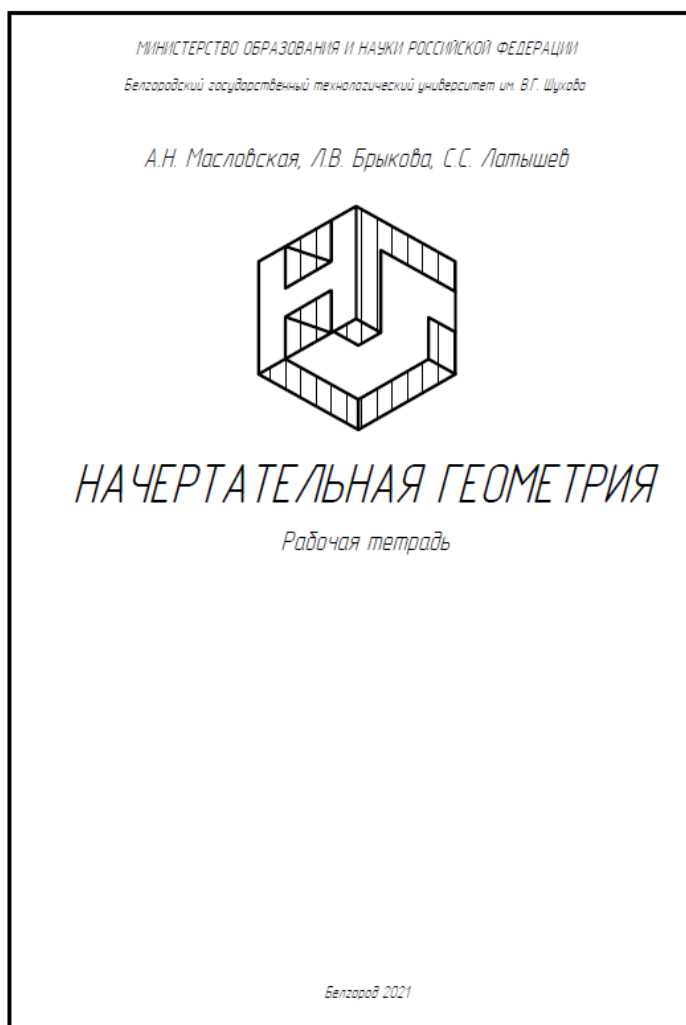 МИНИСТЕРСТВО ОБРАЗОВАНИЯ И НАУКИ РОССИЙСКОЙ ФЕДЕРАЦИИ
Белгородский государственный технологический университет им. В.Г. Шухова
А.Н. Масловская, Л.В. Брыкова, С.С. Латышев
НГ
НАЧЕРТАТЕЛЬНАЯ ГЕОМЕТРИЯ
Рабочая тетрадь
Белгород 2021